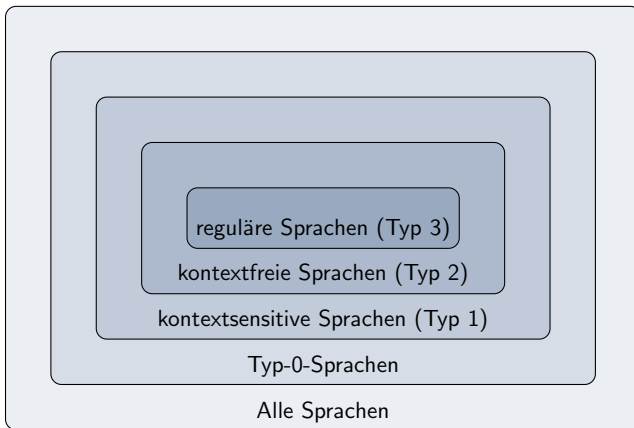 reguläre Sprachen (Typ 3)
kontextfreie Sprachen (Typ 2)
kontextsensitive Sprachen (Typ 1)
Typ-0-Sprachen
Alle Sprachen